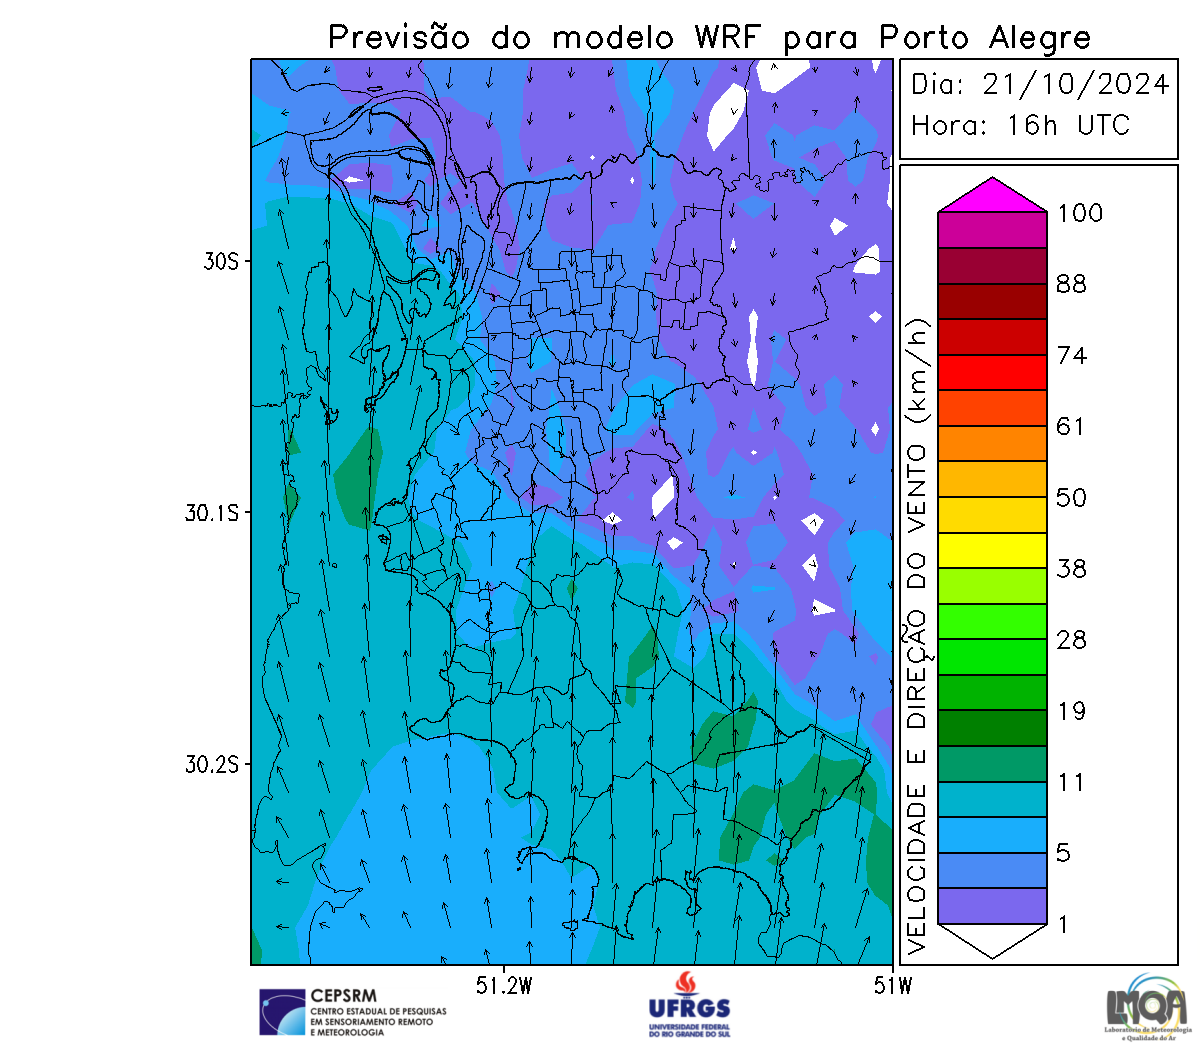 Previsão do modelo WRF para Porto Alegre
Dia: 21/10/2024
Hora: 16h UTC
30S
30.1S
30.2S
51.2W
51W
VELOCIDADE E DIREÇÃO DO VENTO (km/h)
100
88
74
61
50
38
28
19
11
5
1
CEPSRM
CENTRO ESTADUAL DE PESQUISAS
EM SENSORIAMENTO REMOTO
E METEOROLOGIA
UFRGS
UNIVERSIDADE FEDERAL
DO RIO GRANDE DO SUL
LMQA
Laboratório de Meteorologia
e Qualidade do Ar